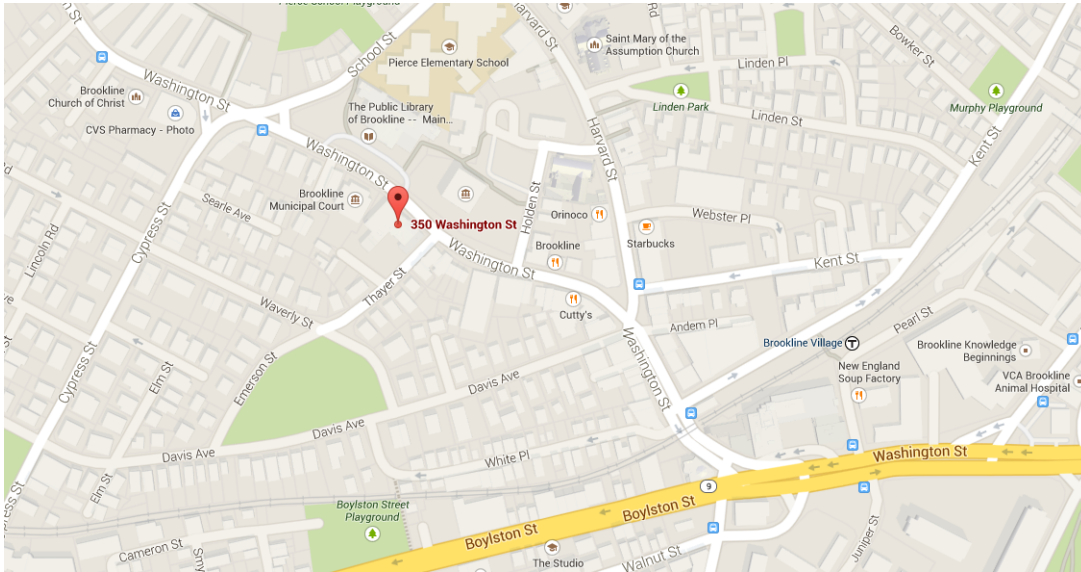 Pierce School Playground
School St
Harvard St
Rd
Bowker St
Saint Mary of the
Assumption Church
Pierce Elementary School
Washington St
Linden Pl
Brookline
Church of Christ
CVS Pharmacy - Photo
The Public Library
of Brookline -- Main...
Linden Park
Murphy Playground
Linden St
Harvard St
Kent St
Washington St
Brookline
Municipal Court
Searle Ave
350 Washington St
Holden St
Orinoco
Webster Pl
Starbucks
Lincoln Rd
Cypress St
Brookline
Washington St
Kent St
Thayer St
Cutty's
Waverly St
Andem Pl
Pearl St
Brookline Village
T
Brookline Knowledge
Beginnings
Washington St
New England
Soup Factory
VCA Brookline
Animal Hospital
Cypress St
Elm St
Emerson St
Davis Ave
Davis Ave
Davis Ave
White Pl
Washington St
Elm St
9
Boylston St
Boylston Street
Playground
Boylston St
Cameron St
The Studio
Walnut St
Juniper St